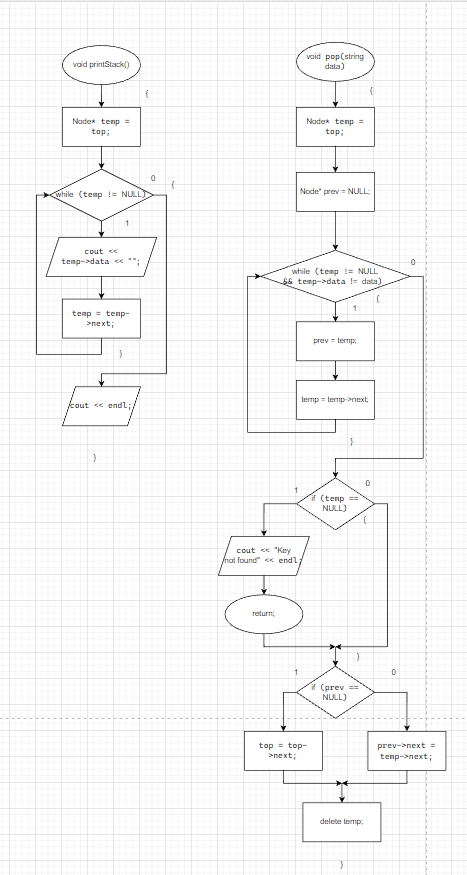 void printStack()
{
Node* temp =
top;
0
while (temp != NULL)
{
1
cout <<
temp->data << "";
temp = temp-
>next;
}
cout << endl;
}
void pop(string
data)
{
Node* temp =
top;
Node* prev = NULL;
0
while (temp != NULL
&& temp->data != data)
{
1
prev = temp;
temp = temp->next;
}
0
1
if (temp ==
NULL)
{
cout << "Key
not found" << endl;
return;
}
1
0
if (prev ==
NULL)
top = top-
>next;
prev->next =
temp->next;
delete temp;
}